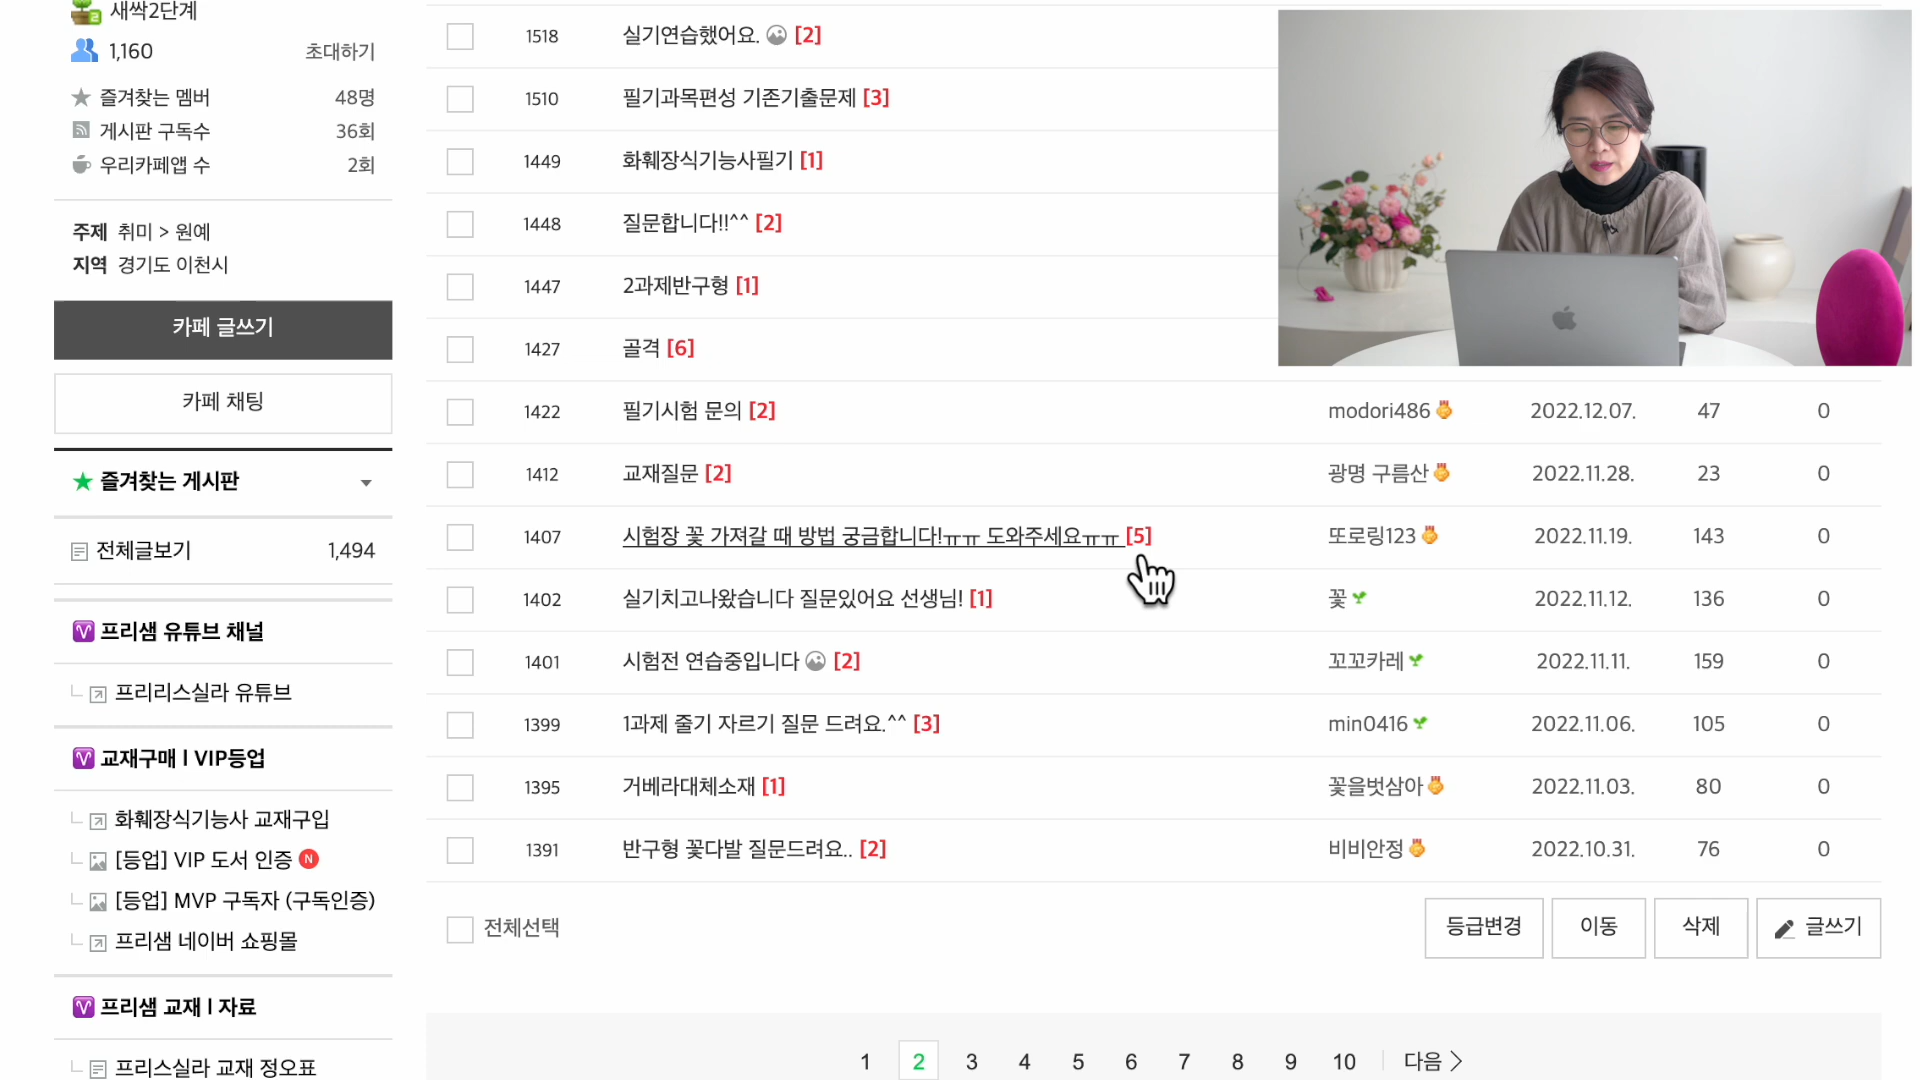 새싹2단계
1,160 초대하기
즐겨찾는 멤버 48명
게시판 구독수 36회
우리카페앱 수 2회
주제 취미 > 원예
지역 경기도 이천시
카페 글쓰기
카페 채팅
즐겨찾는 게시판
전체글보기 1,494
프리샘 유튜브 채널
프리리스실라 유튜브
교재구매 l VIP등업
화훼장식기능사 교재구입
[등업] VIP 도서 인증 N
[등업] MVP 구독자 (구독인증)
프리샘 네이버 쇼핑몰
프리샘 교재 l 자료
프리스실라 교재 정오표
1518 실기연습했어요. [2]
1510 필기과목편성 기존기출문제 [3]
1449 화훼장식기능사필기 [1]
1448 질문합니다!!^^ [2]
1447 2과제반구형 [1]
1427 골격 [6]
1422 필기시험 문의 [2] modori486 2022.12.07. 47 0
1412 교재질문 [2] 광명 구름산 2022.11.28. 23 0
1407 시험장 꽃 가져갈 때 방법 궁금합니다!ㅠㅠ 도와주세요ㅠㅠ [5] 또로링123 2022.11.19. 143 0
1402 실기치고나왔습니다 질문있어요 선생님! [1] 꽃 2022.11.12. 136 0
1401 시험전 연습중입니다 [2] 꼬꼬카레 2022.11.11. 159 0
1399 1과제 줄기 자르기 질문 드려요.^^ [3] min0416 2022.11.06. 105 0
1395 거베라대체소재 [1] 꽃을벗삼아 2022.11.03. 80 0
1391 반구형 꽃다발 질문드려요.. [2] 비비안정 2022.10.31. 76 0
전체선택 등급변경 이동 삭제 글쓰기
1 2 3 4 5 6 7 8 9 10 다음 >